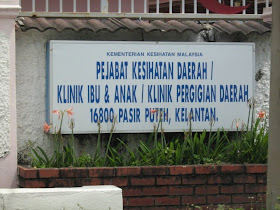 KEMENTERIAN KESIHATAN MALAYSIA
PEJABAT KESIHATAN DAERAH /
KLINIK IBU & ANAK / KLINIK PERGIGIAN DAERAH,
16800 PASIR PUTEH, KELANTAN.